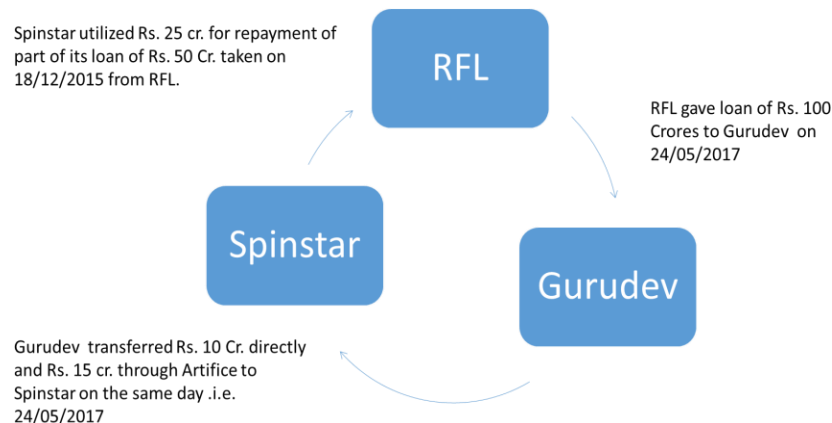 Spinstar utilized Rs. 25 cr. for repayment of
part of its loan of Rs. 50 Cr. taken on
18/12/2015 from RFL.
RFL
RFL gave loan of Rs. 100
Crores to Gurudev on
24/05/2017
Spinstar
Gurudev
Gurudev transferred Rs. 10 Cr. directly
and Rs. 15 cr. through Artifice to
Spinstar on the same day .i.e.
24/05/2017